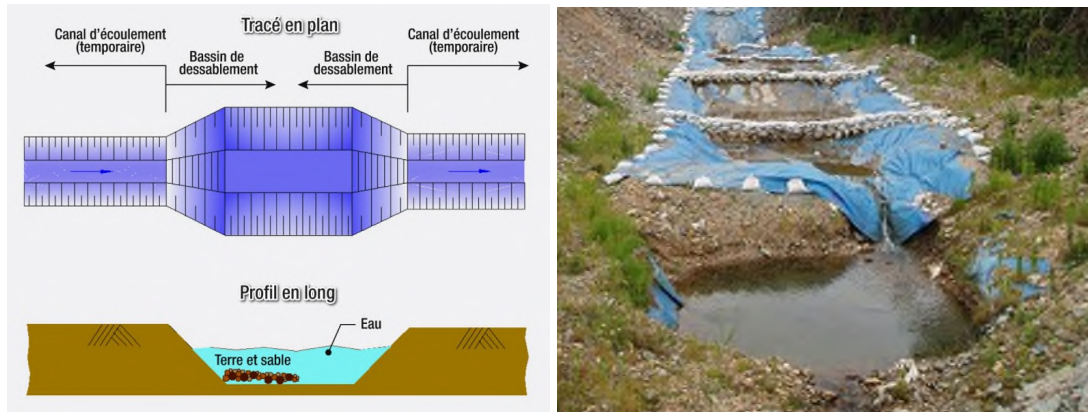 Tracé en plan
Canal d'écoulement
(temporaire)
Bassin de
dessablement
Bassin de
dessablement
Canal d'écoulement
(temporaire)
Profil en long
Eau
Terre et sable